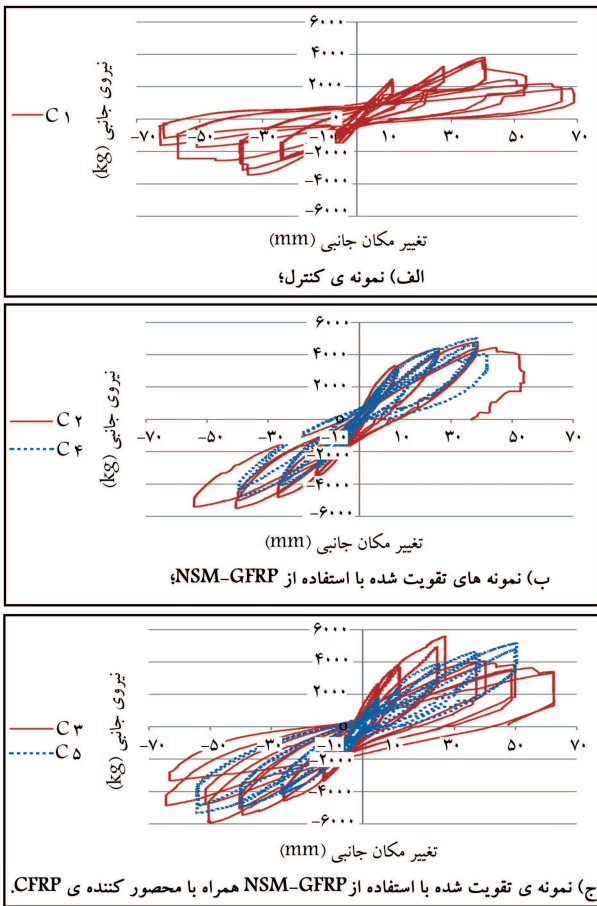 ۶۰۰۰
۴۰۰۰
۲۰۰۰
۰
-۷۰ -۵۰ -۳۰ -۱۰ ۱۰ ۳۰ ۵۰ ۷۰
-۲۰۰۰
-۴۰۰۰
-۶۰۰۰
نیروی جانبی (kg)
C ۱
تغییر مکان جانبی (mm)
الف) نمونه ی کنترل؛
۶۰۰۰
۴۰۰۰
۲۰۰۰
۰
-۷۰ -۵۰ -۳۰ -۱۰ ۱۰ ۳۰ ۵۰ ۷۰
-۲۰۰۰
-۴۰۰۰
-۶۰۰۰
نیروی جانبی (kg)
C ۲
C ۴
تغییر مکان جانبی (mm)
ب) نمونه های تقویت شده با استفاده از NSM-GFRP؛
۶۰۰۰
۴۰۰۰
۲۰۰۰
۰
-۷۰ -۵۰ -۳۰ -۱۰ ۱۰ ۳۰ ۵۰ ۷۰
-۲۰۰۰
-۴۰۰۰
-۶۰۰۰
نیروی جانبی (kg)
C ۳
C ۵
تغییر مکان جانبی (mm)
ج) نمونه ی تقویت شده با استفاده از NSM-GFRP همراه با محصور کننده ی CFRP.